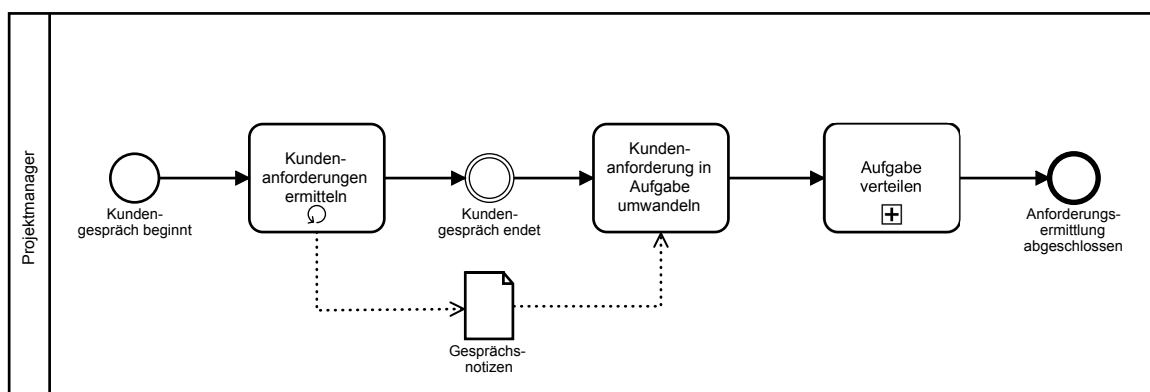 Projektmanager
Kunden-
gespräch beginnt
Kunden-
anforderungen
ermitteln
Kunden-
gespräch endet
Kunden-
anforderung in
Aufgabe
umwandeln
Aufgabe
verteilen
Anforderungs-
ermittlung
abgeschlossen
Gesprächs-
notizen